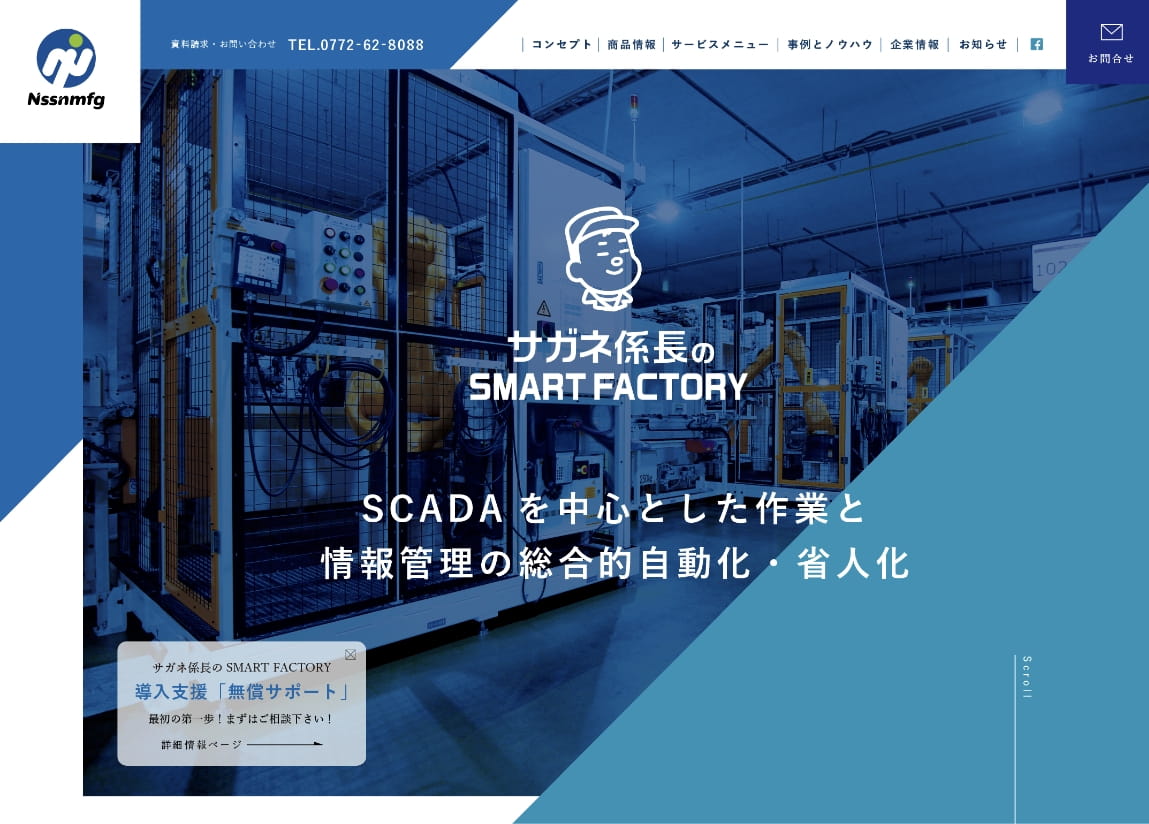 Nssnmfg
資料請求・お問い合わせ TEL.0772-62-8088
コンセプト
商品情報
サービスメニュー
事例とノウハウ
企業情報
お知らせ
お問合せ
102
サガネ係長の
SMART FACTORY
SCADAを中心とした作業と
情報管理の総合的自動化・省人化
サガネ係長の SMART FACTORY
導入支援「無償サポート」
最初の第一歩！まずはご相談下さい！
詳細情報ページ
Scroll